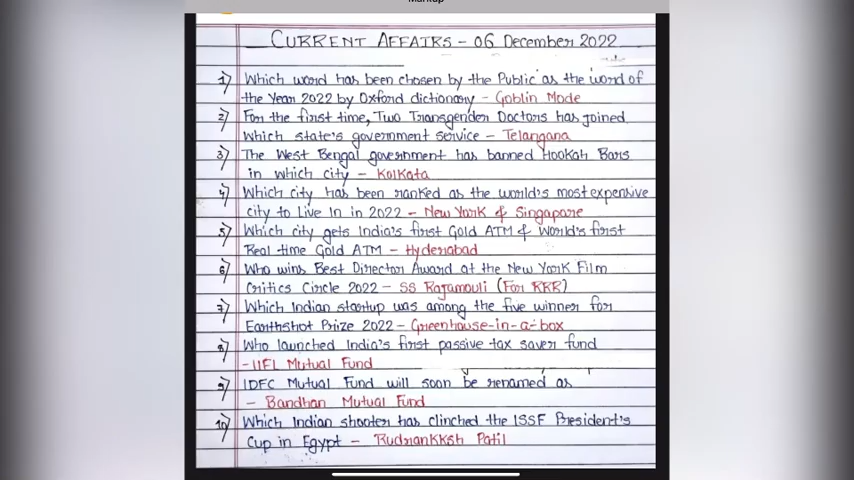 Markup
CURRENT AFFAIRS - 06 December 2022
1) Which word has been chosen by the Public as the word of
the Year 2022 by Oxford dictionary - Goblin Mode
2) For the first time, Two Transgender Doctors has joined
which state's government service - Telangana
3) The West Bengal government has banned Hookah Bars
in which city - Kolkata
4) Which city has been ranked as the world's most expensive
city to Live In in 2022 - New York & Singapore
5) Which city gets India's first Gold ATM & World's first
Real time Gold ATM - Hyderabad
6) Who wins Best Director Award at the New York Film
Critics Circle 2022 - SS Rajamouli (For RRR)
7) Which Indian startup was among the five winner for
Earthshot Prize 2022 - Greenhouse-in-a-box
8) Who launched India's first passive tax saver fund
- IIFL Mutual Fund
9) IDFC Mutual Fund will soon be renamed as
- Bandhan Mutual Fund
10) Which Indian shooter has clinched the ISSF President's
Cup in Egypt - Rudrankksh Patil